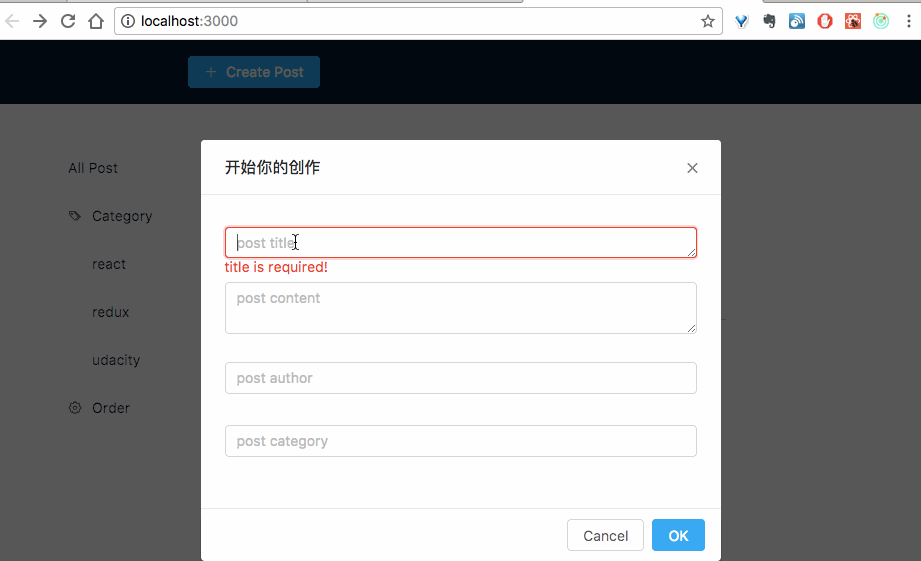 localhost:3000
+ Create Post
All Post
Category
react
redux
udacity
Order
开始你的创作
post title
title is required!
post content
post author
post category
Cancel
OK